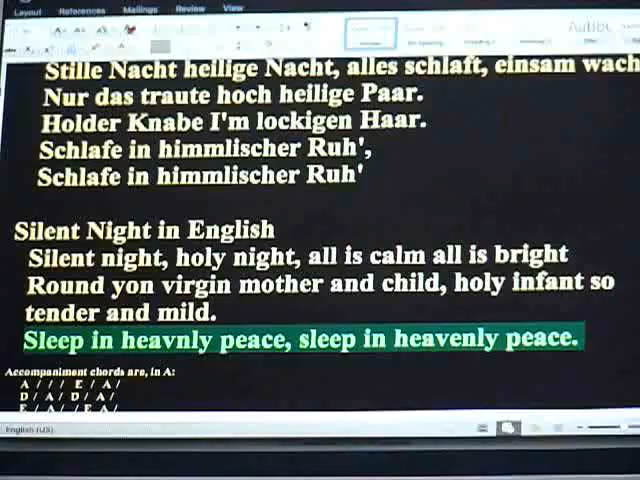 Layout References Mailings Review View
Stille Nacht heilige Nacht, alles schlaft, einsam wach
Nur das traute hoch heilige Paar.
Holder Knabe I'm lockigen Haar.
Schlafe in himmlischer Ruh',
Schlafe in himmlischer Ruh'
Silent Night in English
Silent night, holy night, all is calm all is bright
Round yon virgin mother and child, holy infant so
tender and mild.
Sleep in heavnly peace, sleep in heavenly peace.
Accompaniment chords are, in A:
A / / / E / A /
D / A / D / A /
E / A / / E A /
English (US)